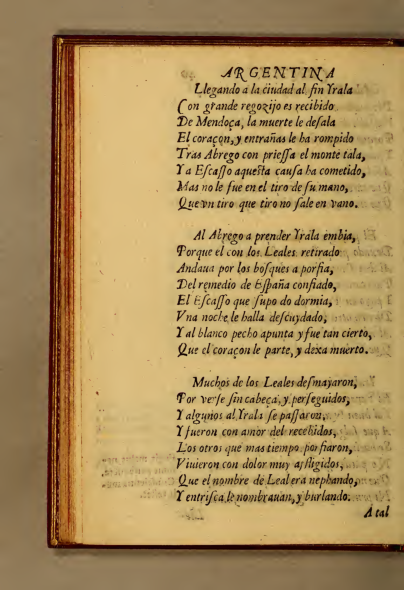 ARGENTINA
Llegando a la ciudad al fin Yrala
Con grande regozijo es recibido
De Mendoça, la muerte le desala
El coraçon, y entrañas le ha rompido
Tras Abrego con priessa el monte tala,
Y a Escasso aquesta causa ha cometido,
Mas no le fue en el tiro de su mano,
Que vn tiro que tiro no sale en vano.
Al Abrego a prender Yrala embia,
Porque el con los Leales retirado
Andaua por los bosques a porfia,
Del remedio de España confiado,
El Escasso que supo do dormia,
Vna noche le halla descuydado,
Y al blanco pecho apunta y fue tan cierto,
Que el coraçon le parte, y dexa muerto.
Muchos de los Leales desmayaron,
Por verse sin cabeça, y perseguidos,
Y algunos al Yrala se passaron,
Y fueron con amor del recebidos,
Los otros que mas tiempo porfiaron,
Viuieron con dolor muy affligidos,
Que el nombre de Leal era nephando,
Y entrisca le nombrauan, y burlando.
A tal